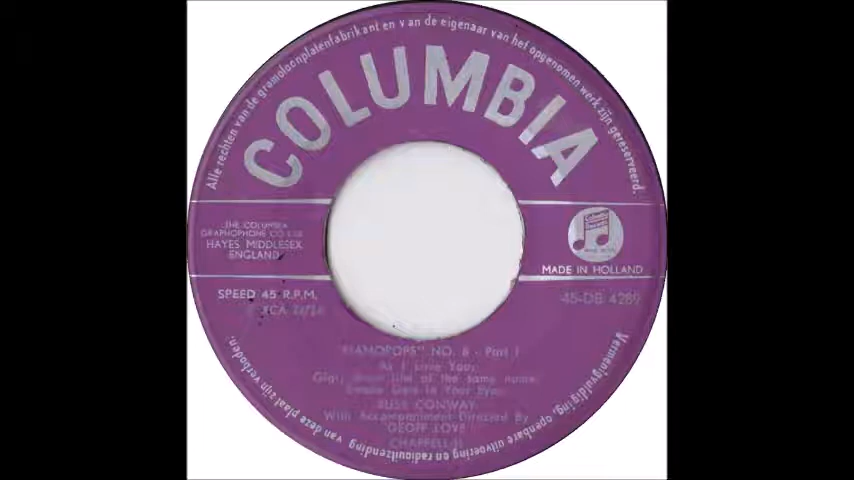 Alle rechten van de gramofoonplatenfabrikant en van de eigenaar van het opgenomen werk zijn gereserveerd.
COLUMBIA
THE COLUMBIA
GRAPHOPHONE CO LTD
HAYES MIDDLESEX
ENGLAND
MADE IN HOLLAND
SPEED 45 R.P.M.
45-DB 4289
"PIANOPOPS" NO. 6 - Part 1
As I Love You;
Gigi, from film of the same name;
Smoke Gets In Your Eyes
RUSS CONWAY
With Accompaniment Directed By
GEOFF LOVE
CHAPPELL
Vermenigvuldiging, openbare uitvoering en radiouitzending van deze plaat zijn verboden.